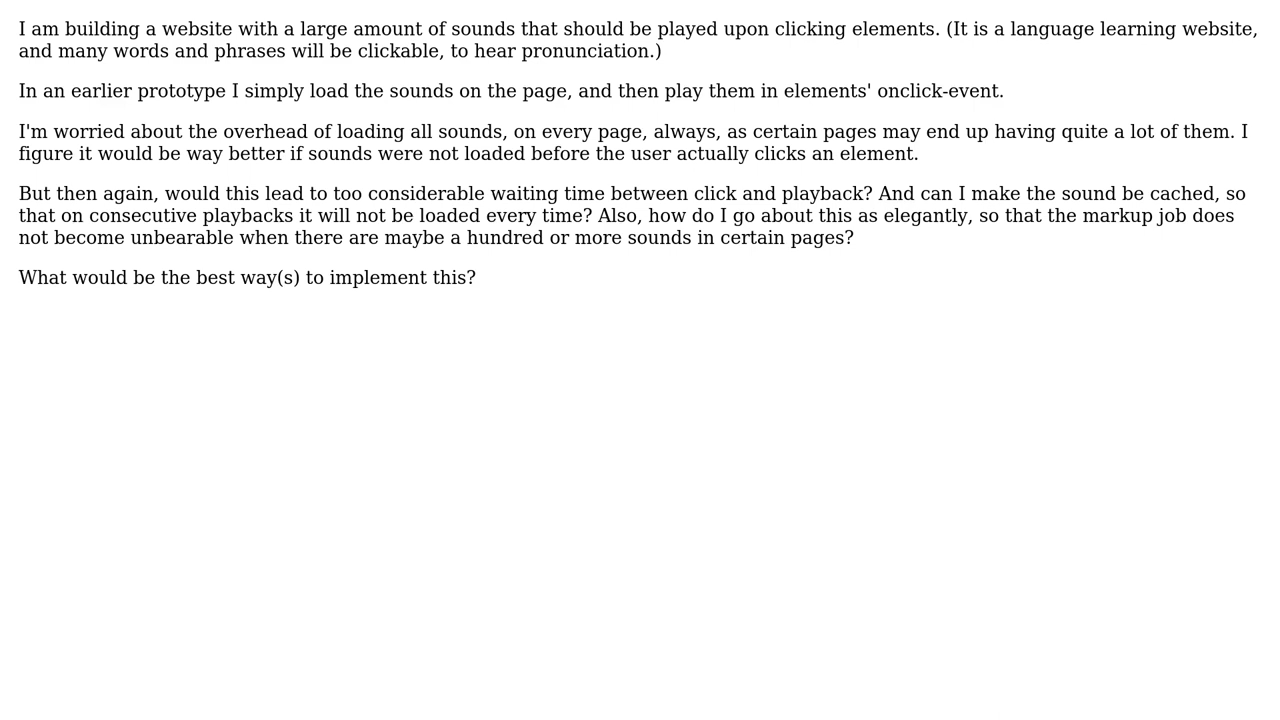 I am building a website with a large amount of sounds that should be played upon clicking elements. (It is a language learning website,
and many words and phrases will be clickable, to hear pronunciation.)
In an earlier prototype I simply load the sounds on the page, and then play them in elements' onclick-event.
I'm worried about the overhead of loading all sounds, on every page, always, as certain pages may end up having quite a lot of them. I
figure it would be way better if sounds were not loaded before the user actually clicks an element.
But then again, would this lead to too considerable waiting time between click and playback? And can I make the sound be cached, so
that on consecutive playbacks it will not be loaded every time? Also, how do I go about this as elegantly, so that the markup job does
not become unbearable when there are maybe a hundred or more sounds in certain pages?
What would be the best way(s) to implement this?